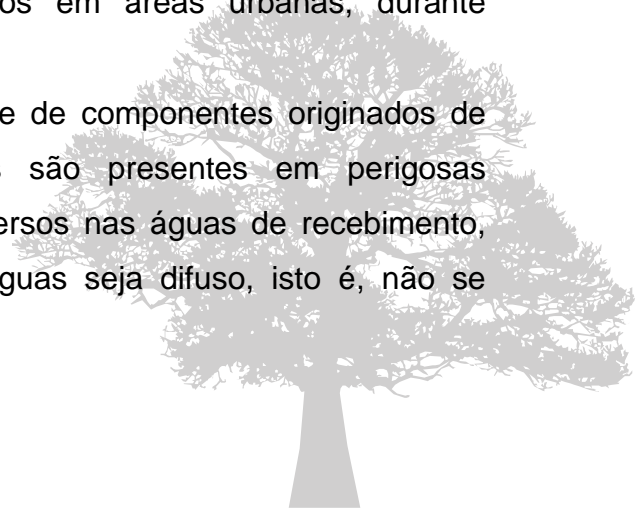 os em áreas urbanas, durante
e de componentes originados de
são presentes em perigosas
ersos nas águas de recebimento,
guas seja difuso, isto é, não se